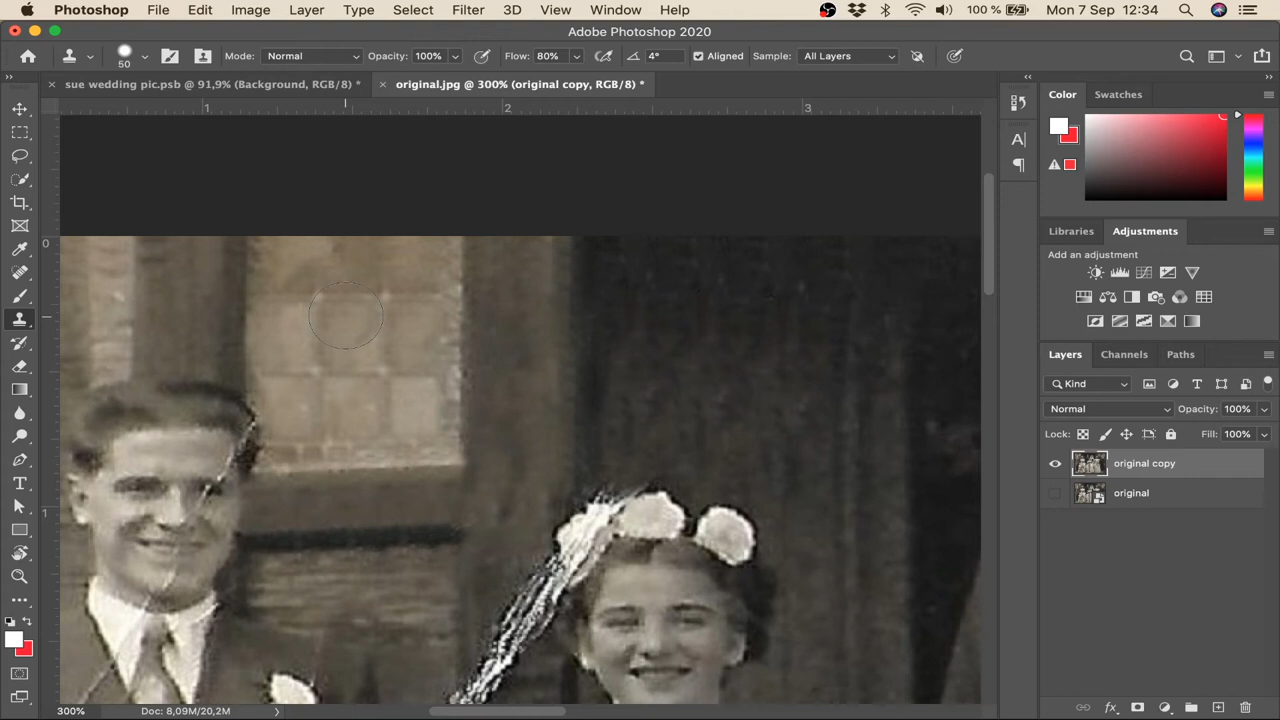 Photoshop File Edit Image Layer Type Select Filter 3D View Window Help 100 % Mon 7 Sep 12:34
Adobe Photoshop 2020
50 Mode: Normal Opacity: 100% Flow: 80% 4° Aligned Sample: All Layers
sue wedding pic.psb @ 91,9% (Background, RGB/8) * original.jpg @ 300% (original copy, RGB/8) *
Color Swatches
1 2 3
0
1
Libraries Adjustments
Add an adjustment
Layers Channels Paths
Kind
Normal Opacity: 100%
Lock: Fill: 100%
original copy
original
300% Doc: 8,09M/20,2M